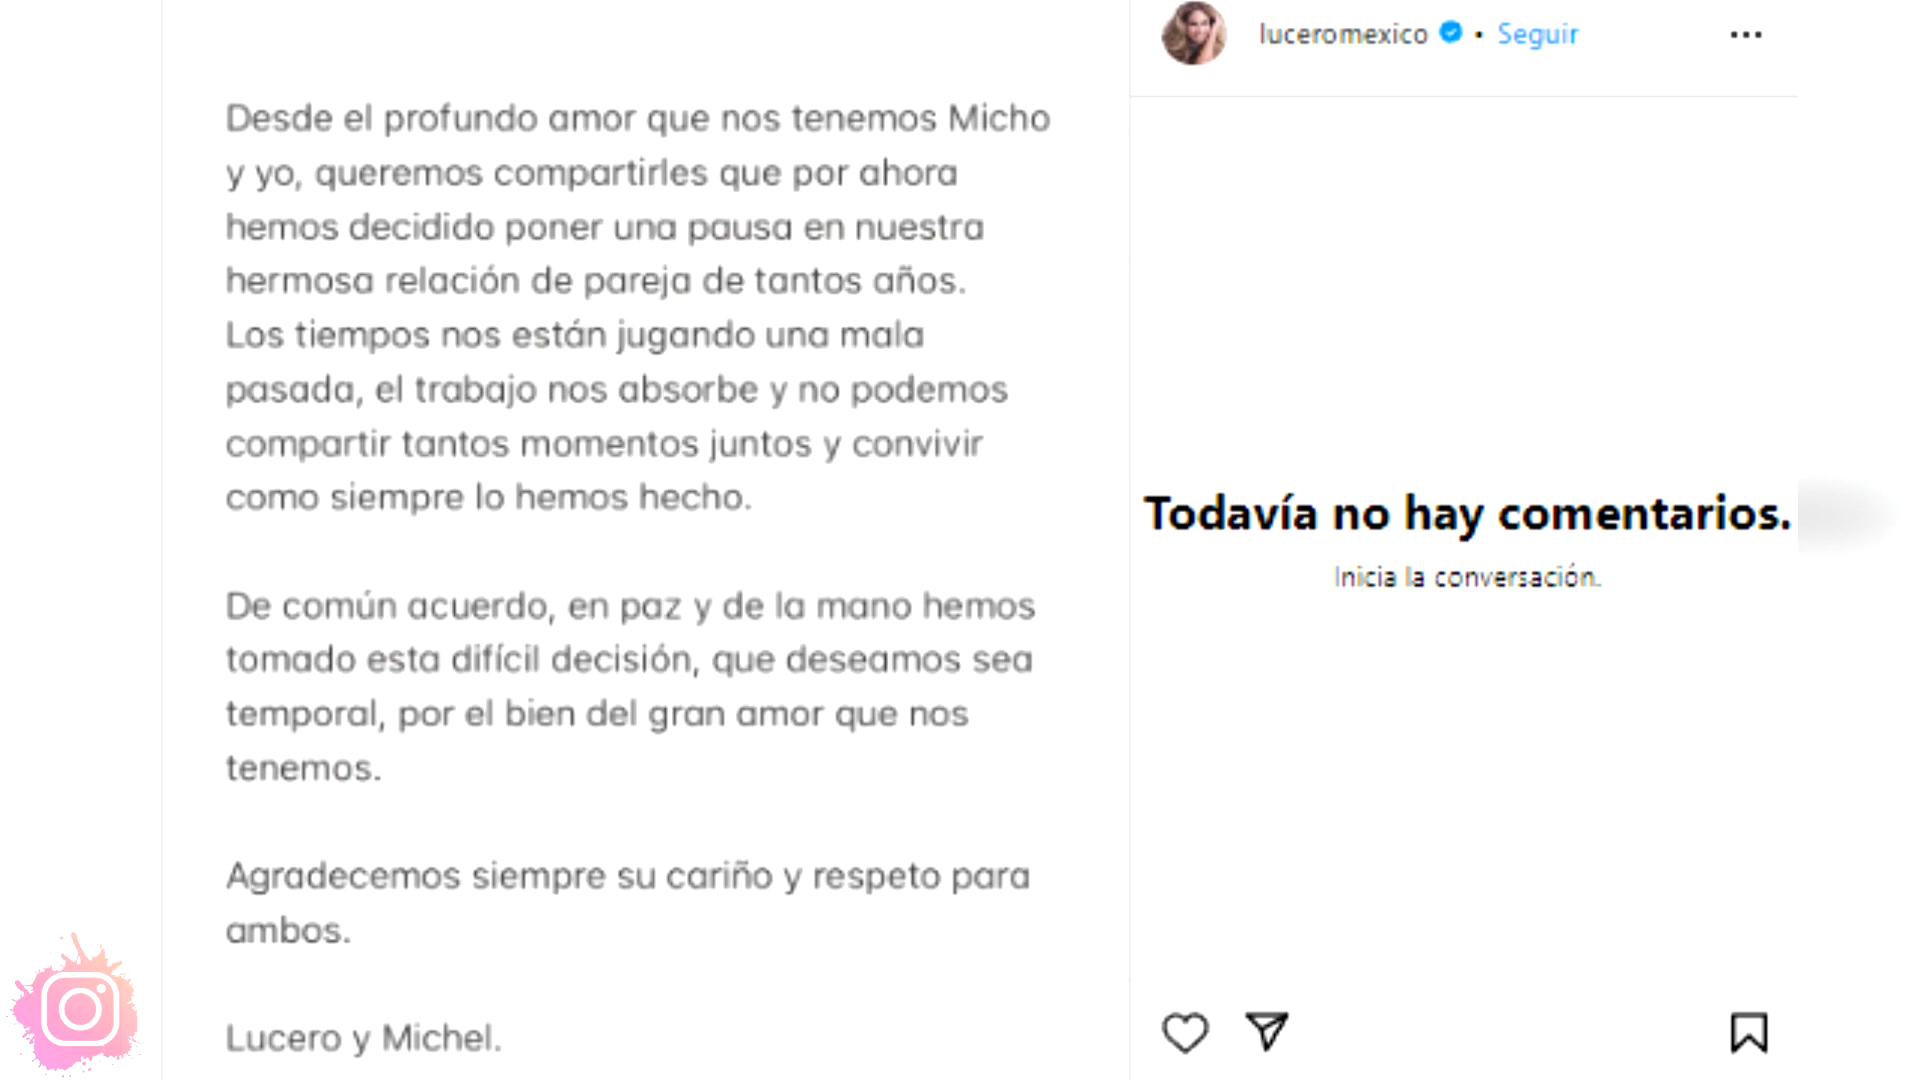 luceromexico • Seguir
Desde el profundo amor que nos tenemos Micho
y yo, queremos compartirles que por ahora
hemos decidido poner una pausa en nuestra
hermosa relación de pareja de tantos años.
Los tiempos nos están jugando una mala
pasada, el trabajo nos absorbe y no podemos
compartir tantos momentos juntos y convivir
como siempre lo hemos hecho.
De común acuerdo, en paz y de la mano hemos
tomado esta difícil decisión, que deseamos sea
temporal, por el bien del gran amor que nos
tenemos.
Agradecemos siempre su cariño y respeto para
ambos.
Lucero y Michel.
Todavía no hay comentarios.
Inicia la conversación.